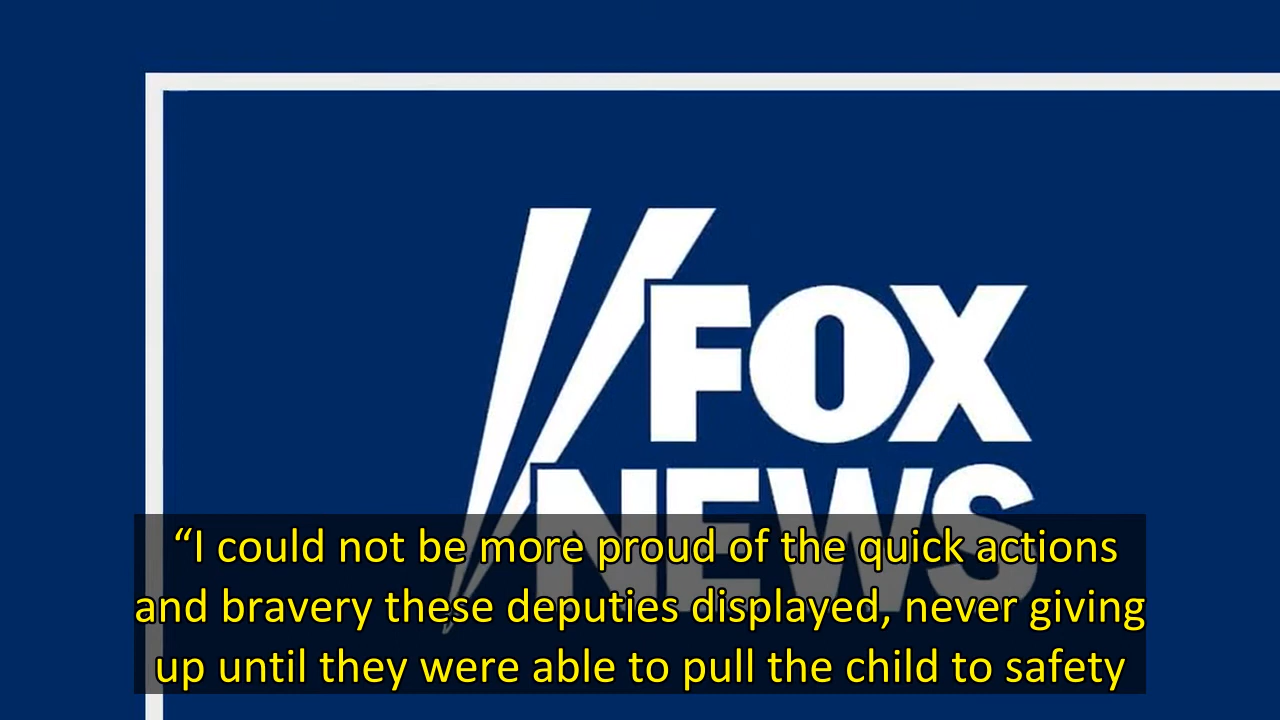 FOX
NEWS
“I could not be more proud of the quick actions
and bravery these deputies displayed, never giving
up until they were able to pull the child to safety